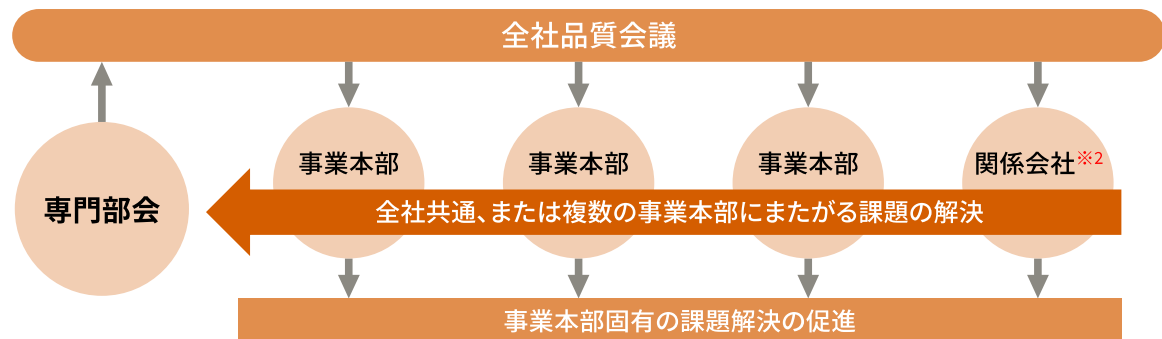 全社品質会議
事業本部
事業本部
事業本部
関係会社※2
専門部会
全社共通、または複数の事業本部にまたがる課題の解決
事業本部固有の課題解決の促進